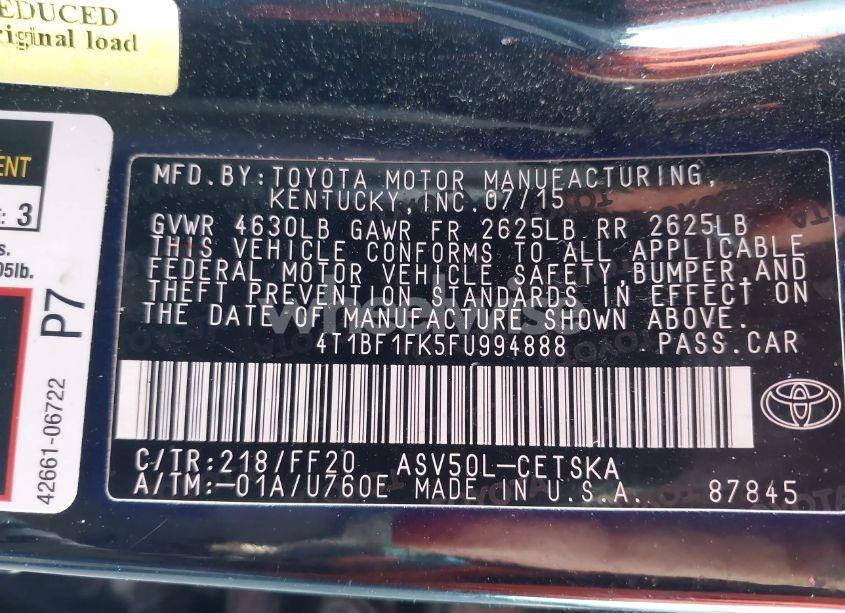 EDUCED
riginal load
ENT
: 3
s.
05lb.
P7
42661-06722
MFD.BY:TOYOTA MOTOR MANUFACTURING,
KENTUCKY,INC.07/15
GVWR 4630LB GAWR FR 2625LB RR 2625LB
THIS VEHICLE CONFORMS TO ALL APPLICABLE
FEDERAL MOTOR VEHICLE SAFETY,BUMPER,AND
THEFT PREVENTION STANDARDS IN EFFECT ON
THE DATE OF MANUFACTURE SHOWN ABOVE.
4T1BF1FK5FU994888 PASS.CAR
C/TR:218/FF20 ASV50L-CETSKA
A/TM:-01A/U760E MADE IN U.S.A. 87845